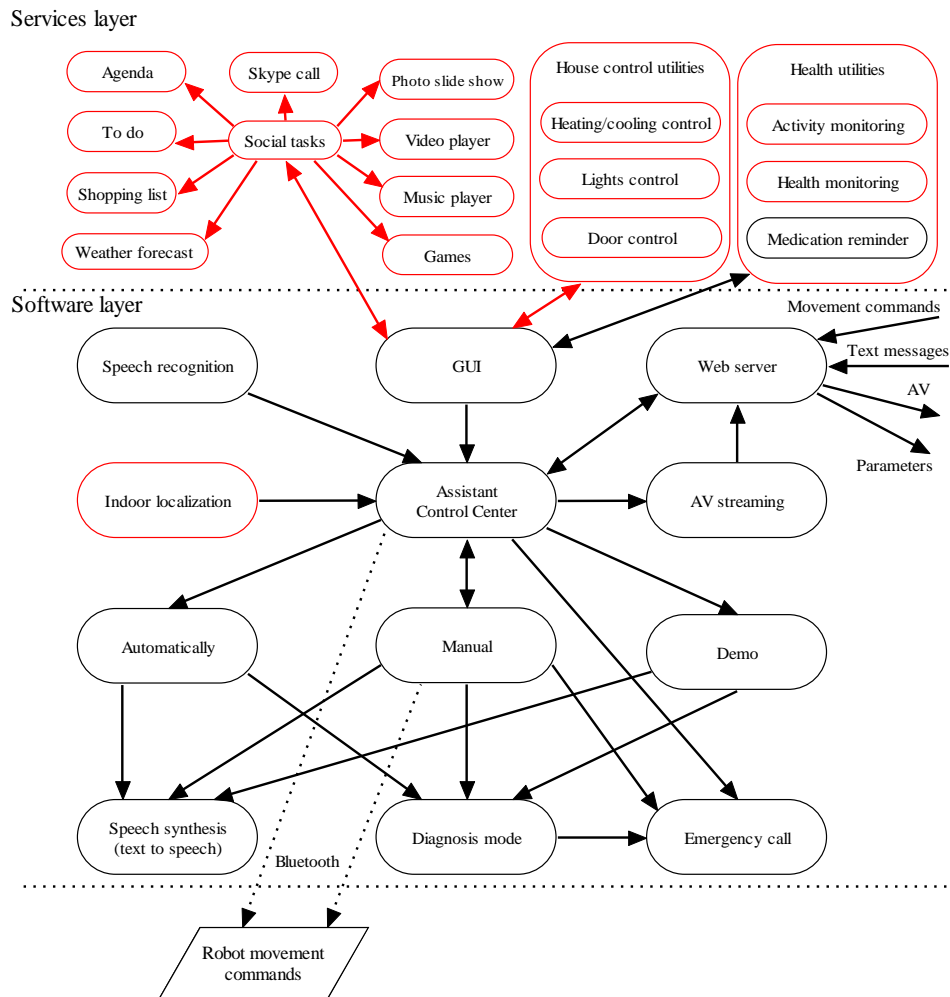 Services layer
Agenda
Skype call
Photo slide show
House control utilities
Health utilities
To do
Social tasks
Video player
Heating/cooling control
Activity monitoring
Shopping list
Music player
Lights control
Health monitoring
Weather forecast
Games
Door control
Medication reminder
Software layer
Movement commands
Speech recognition
GUI
Web server
Text messages
AV
Parameters
Indoor localization
Assistant
Control Center
AV streaming
Automatically
Manual
Demo
Speech synthesis
(text to speech)
Diagnosis mode
Emergency call
Bluetooth
Robot movement
commands